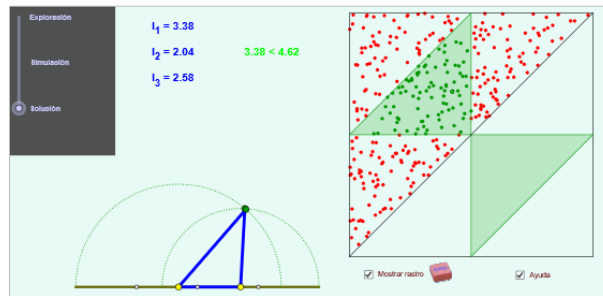 Exploración
Simulación
Solución
l₁ = 3.38
l₂ = 2.04
l₃ = 2.58
3.38 < 4.62
Mostrar rastro
Ayuda